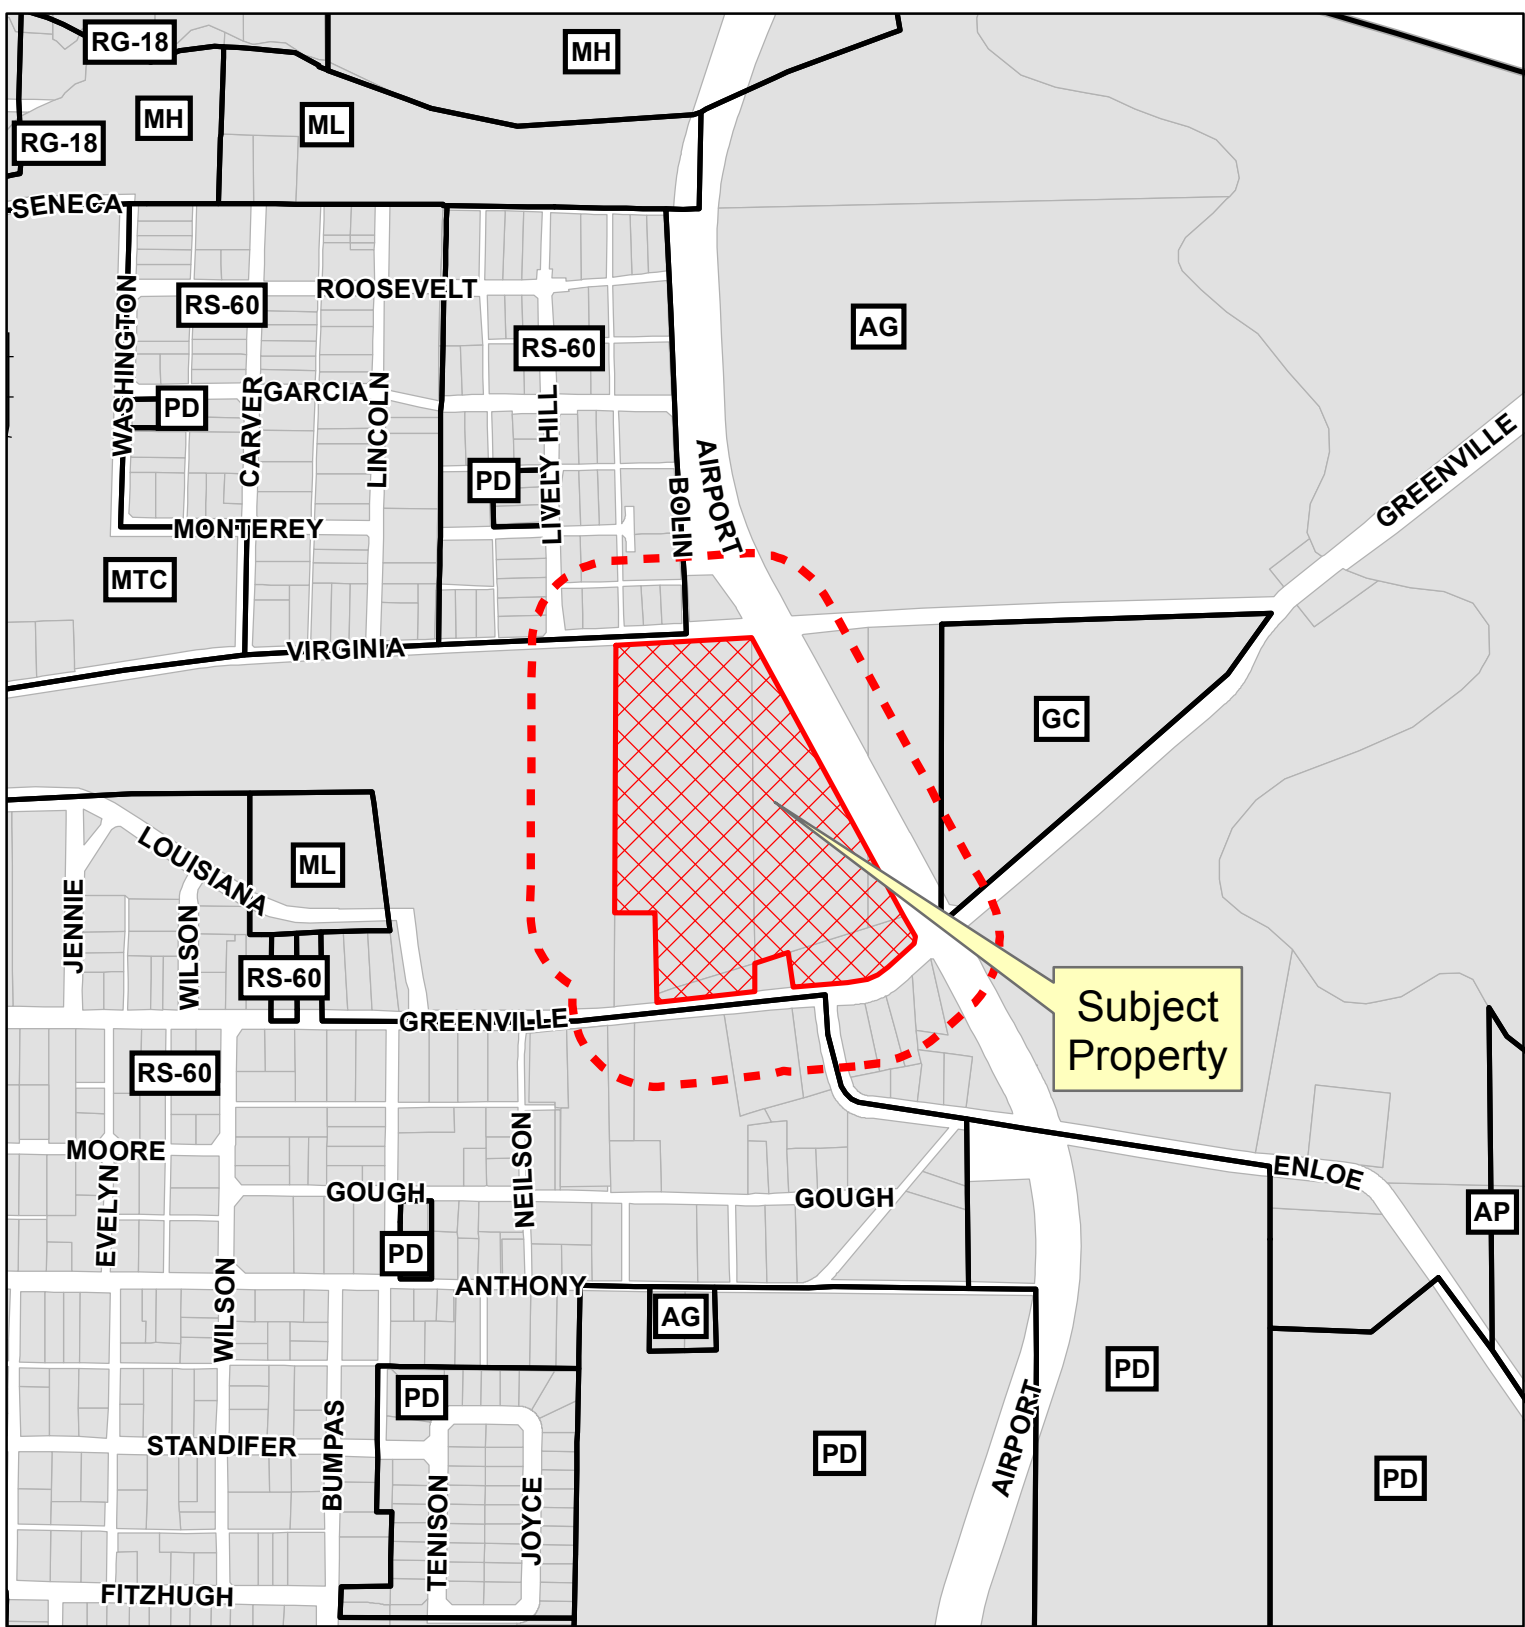 RG-18
MH
MH
ML
RG-18
SENECA
WASHINGTON
RS-60
ROOSEVELT
RS-60
AG
PD
CARVER
GARCIA
LINCOLN
LIVELY HILL
PD
BOLIN
AIRPORT
GREENVILLE
MONTEREY
MTC
VIRGINIA
GC
LOUISIANA
ML
JENNIE
WILSON
RS-60
GREENVILLE
Subject
Property
RS-60
MOORE
EVELYN
GOUGH
NEILSON
GOUGH
ENLOE
AP
PD
WILSON
ANTHONY
AG
PD
PD
BUMPAS
STANDIFER
TENISON
JOYCE
PD
AIRPORT
PD
FITZHUGH